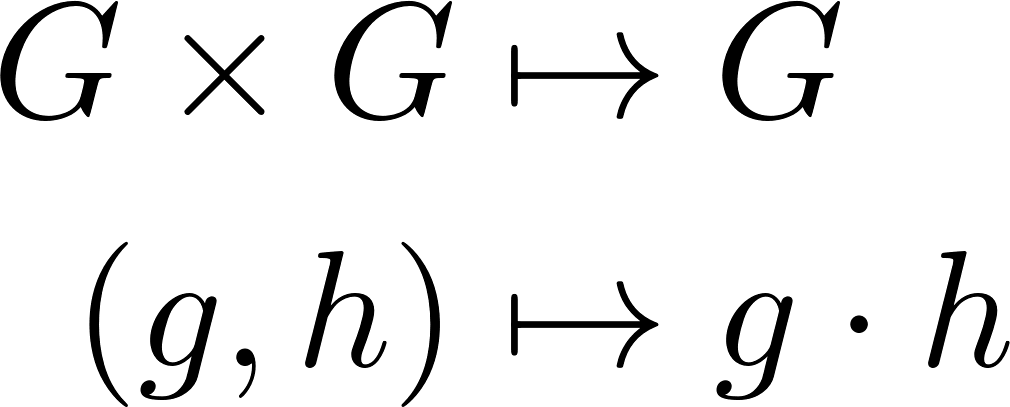 G × G ↦ G
(g, h) ↦ g · h